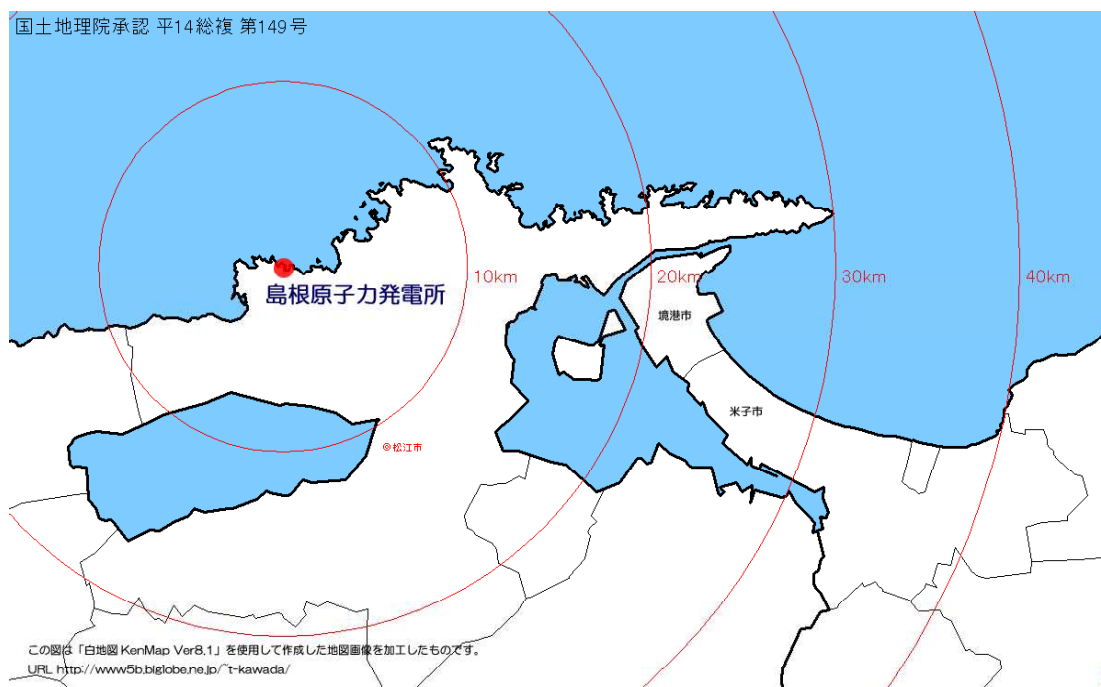 国土地理院承認 平14総複 第149号
島根原子力発電所
10km
20km
30km
40km
境港市
米子市
◎松江市
この図は「白地図 KenMap Ver8.1」を使用して作成した地図画像を加工したものです。
URL http://www5b.biglobe.ne.jp/~t-kawada/